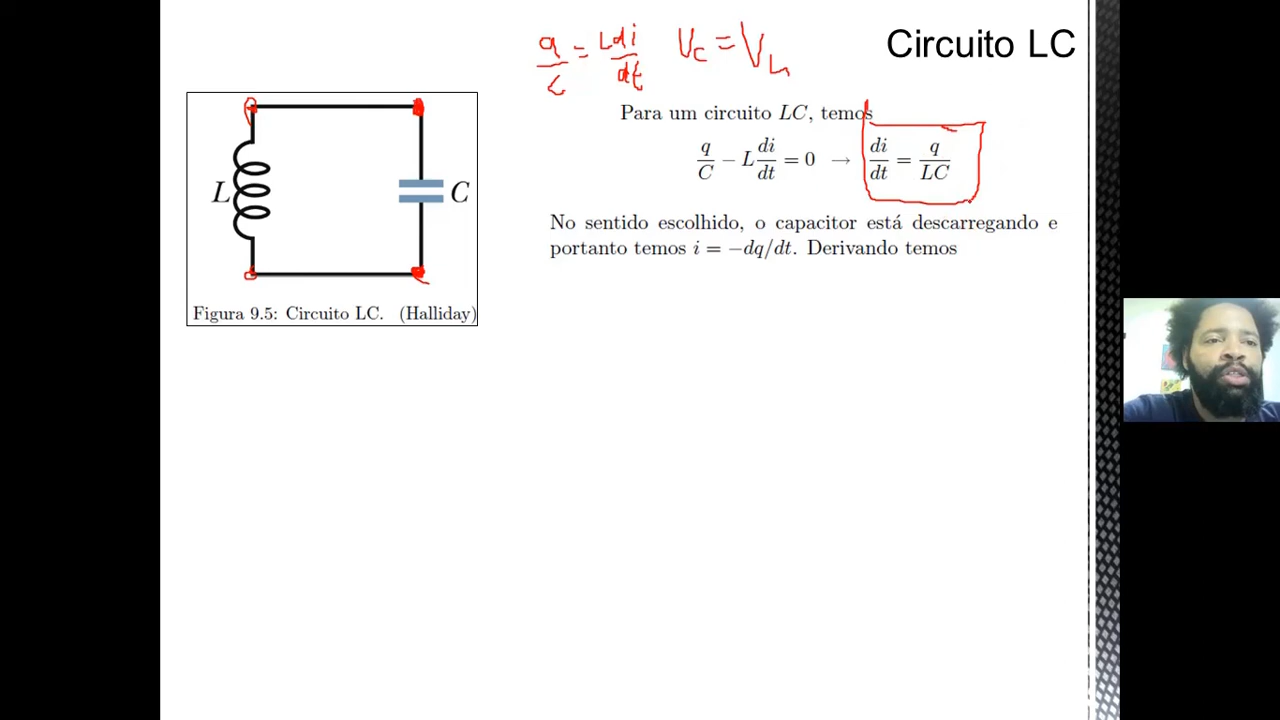 Circuito LC
q/C = L di/dt   V_C = V_L
Para um circuito LC, temos
q/C − L di/dt = 0 → di/dt = q/LC
No sentido escolhido, o capacitor está descarregando e
portanto temos i = −dq/dt. Derivando temos
L
C
Figura 9.5: Circuito LC. (Halliday)